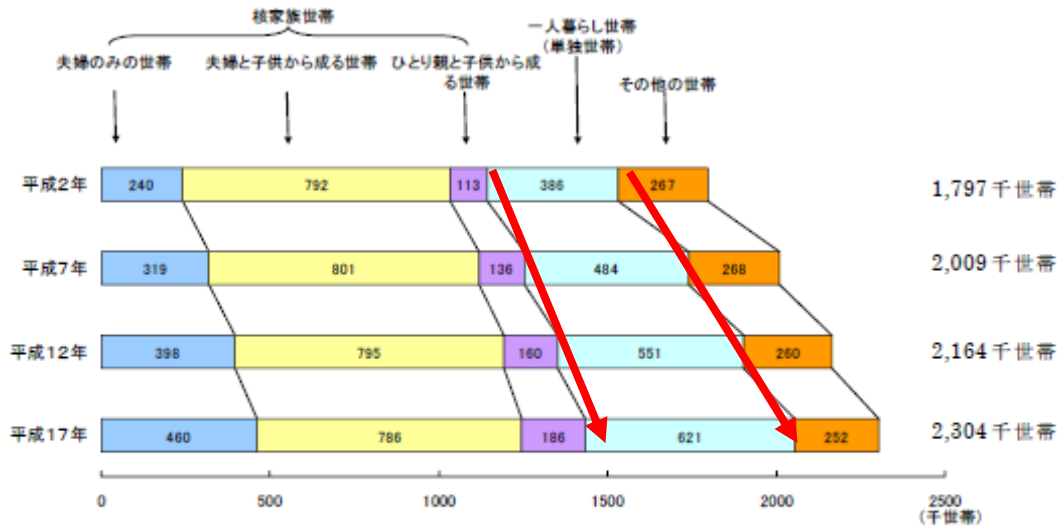 核家族世帯
一人暮らし世帯
(単独世帯)
夫婦のみの世帯
夫婦と子供から成る世帯
ひとり親と子供から成
る世帯
その他の世帯
平成2年 240 792 113 386 267 1,797千世帯
平成7年 319 801 136 484 268 2,009千世帯
平成12年 398 795 160 551 260 2,164千世帯
平成17年 460 786 186 621 252 2,304千世帯
0 500 1000 1500 2000 2500
(千世帯)